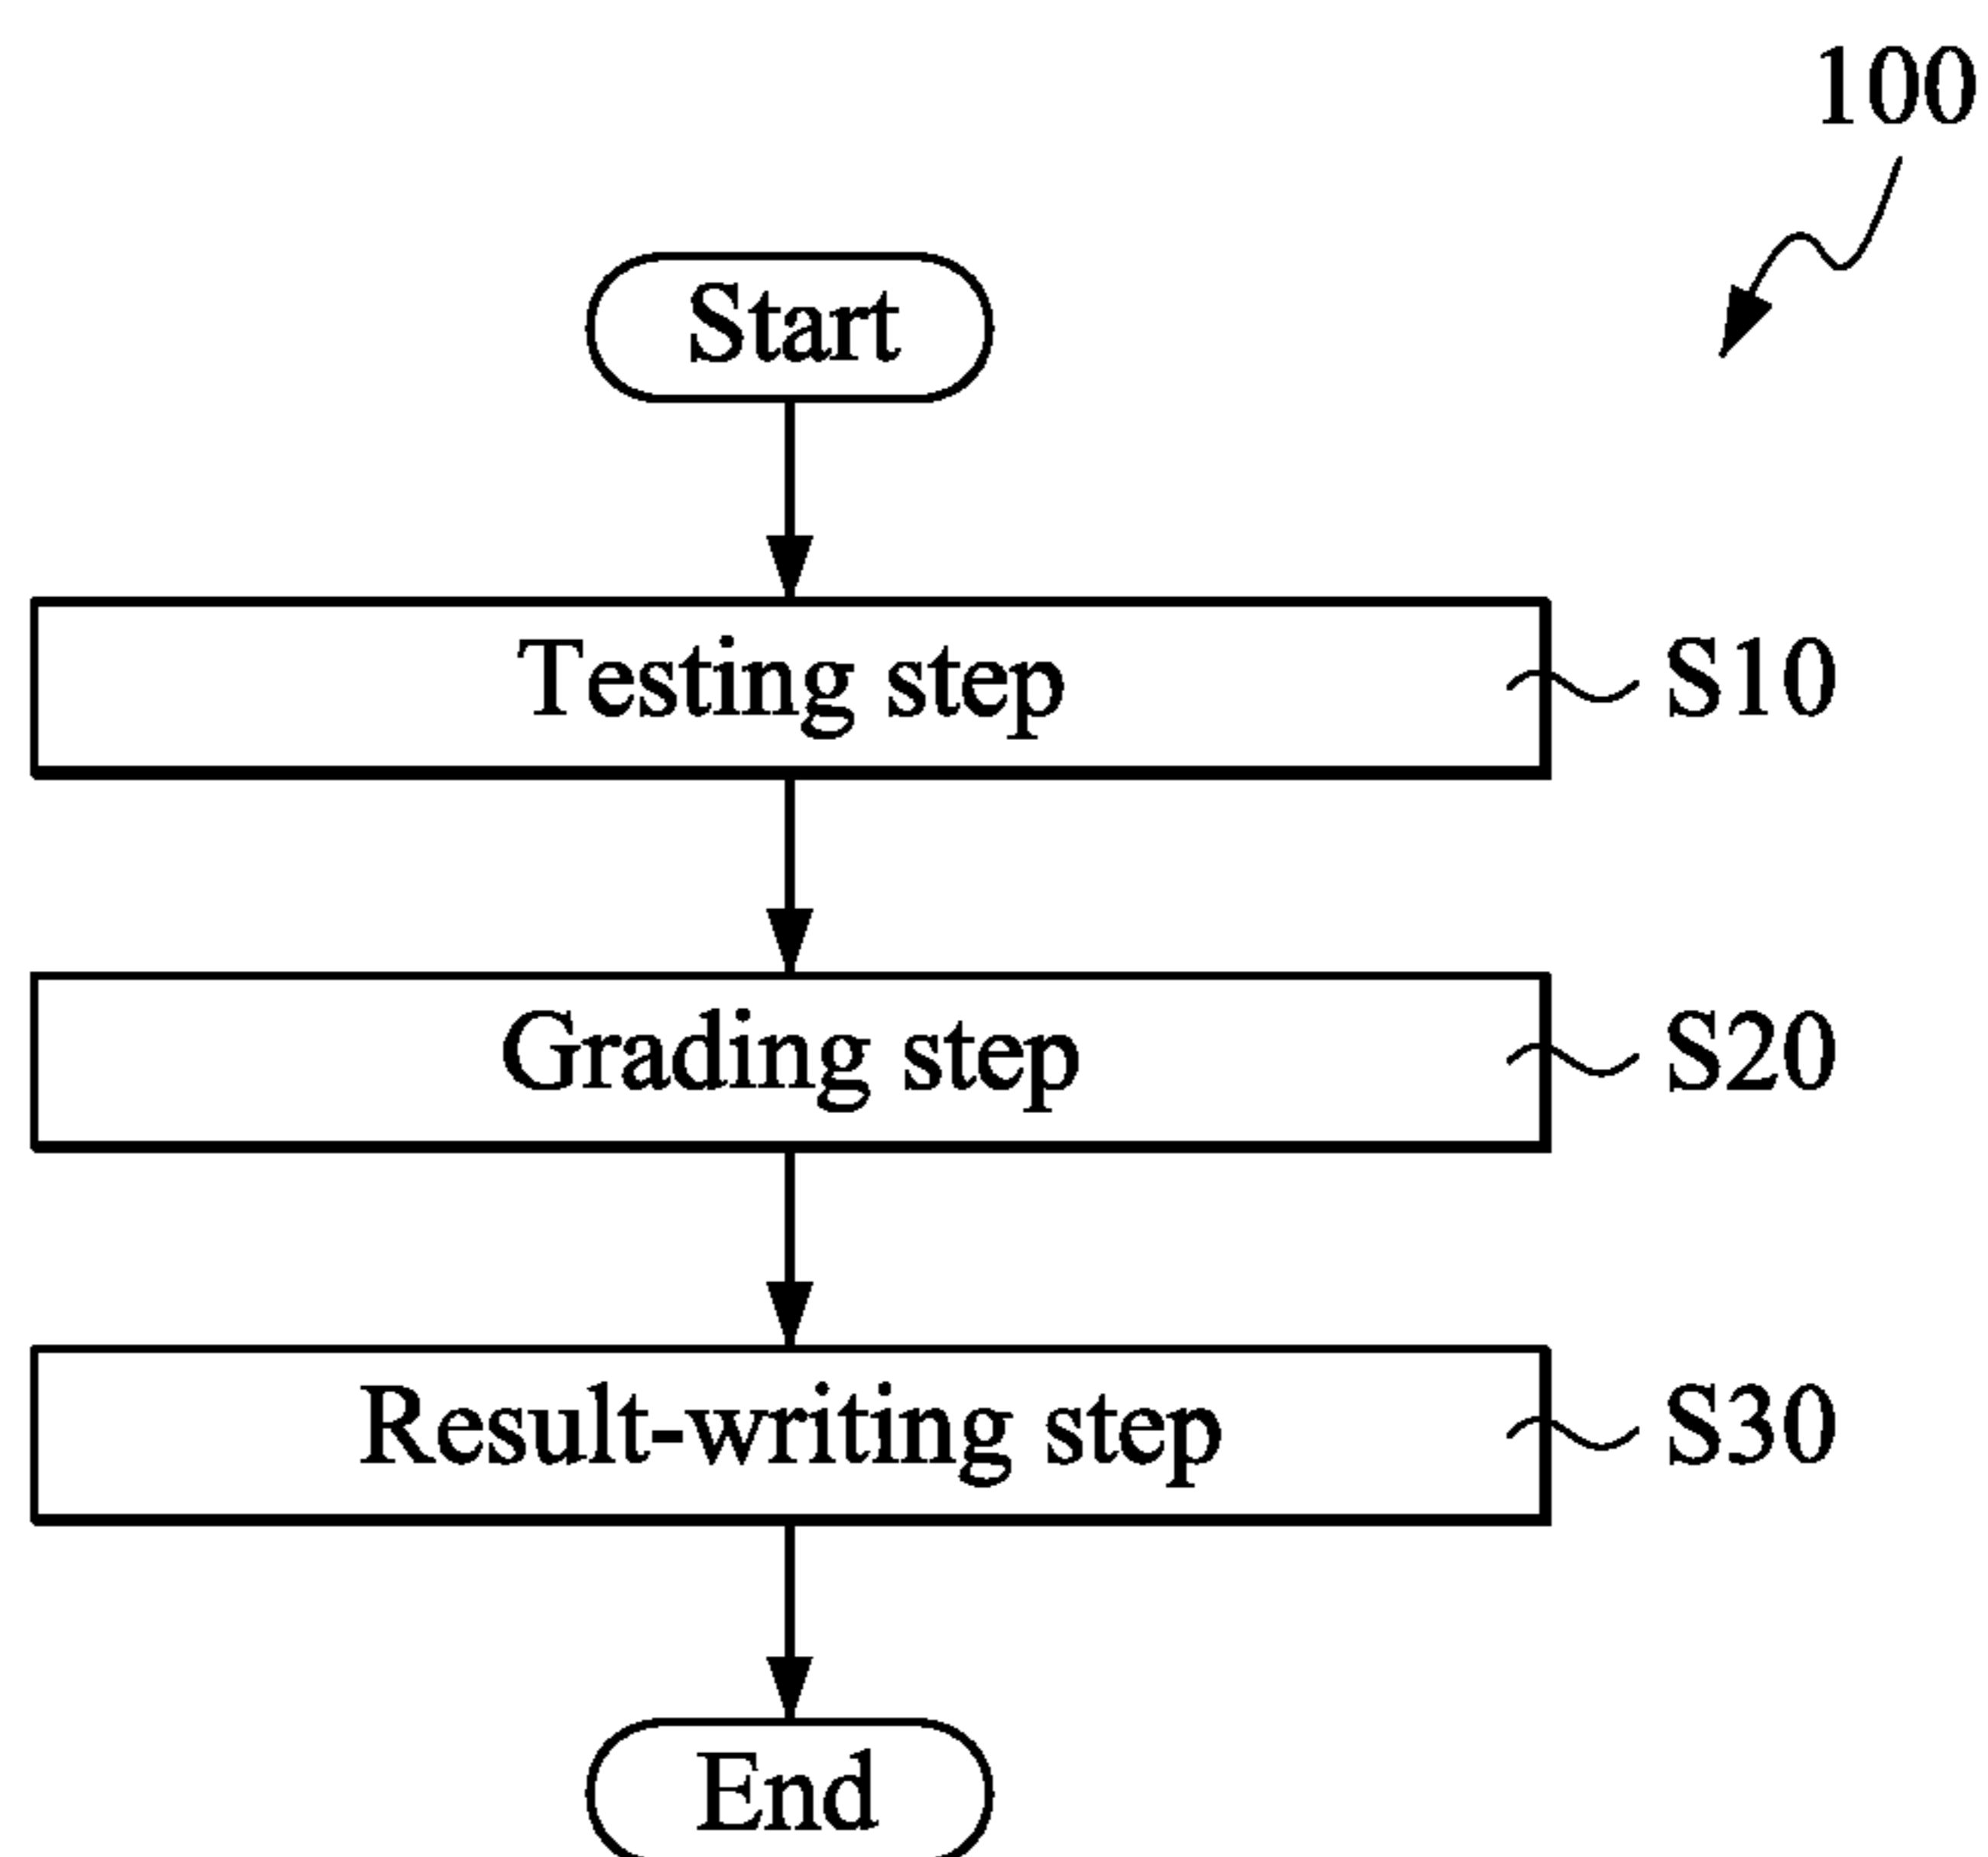 100
Start
Testing step S10
Grading step S20
Result-writing step S30
End